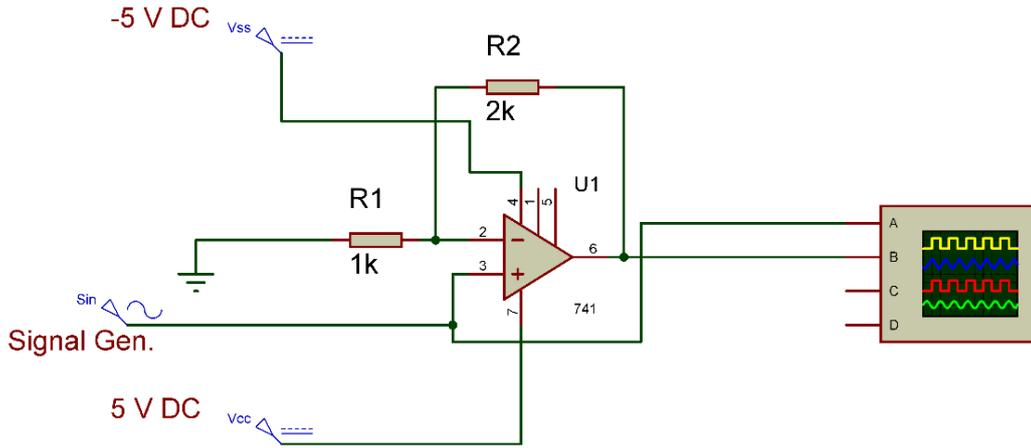 -5 V DC
Vss
R2
2k
U1
R1
1k
4
1
5
2
3
6
7
741
A
B
C
D
Sin
Signal Gen.
5 V DC
Vcc